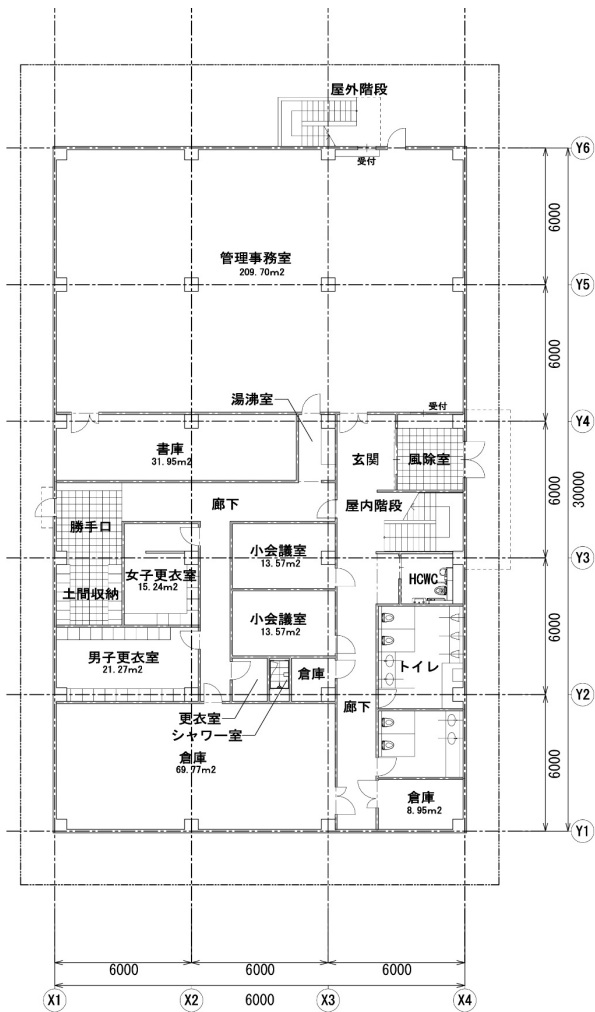 屋外階段
受付
Y6
6000
管理事務室
209.70m2
Y5
6000
湯沸室
受付
Y4
書庫
31.95m2
玄関
風除室
廊下
6000
30000
屋内階段
勝手口
小会議室
13.57m2
Y3
女子更衣室
15.24m2
HCWC
土間収納
小会議室
13.57m2
6000
男子更衣室
21.27m2
倉庫
トイレ
Y2
更衣室
廊下
シャワー室
倉庫
69.77m2
6000
倉庫
8.95m2
Y1
6000
6000
6000
X1
X2
6000
X3
X4